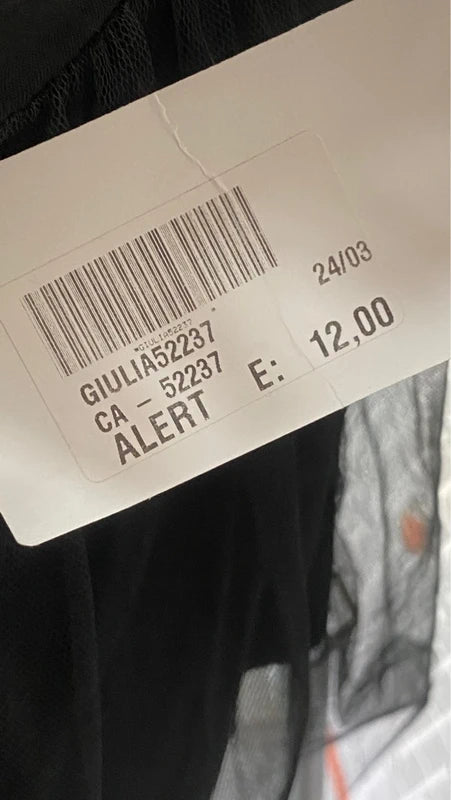 *GIULIA52237*
24/03
GIULIA52237
CA - 52237
E: 12,00
ALERT